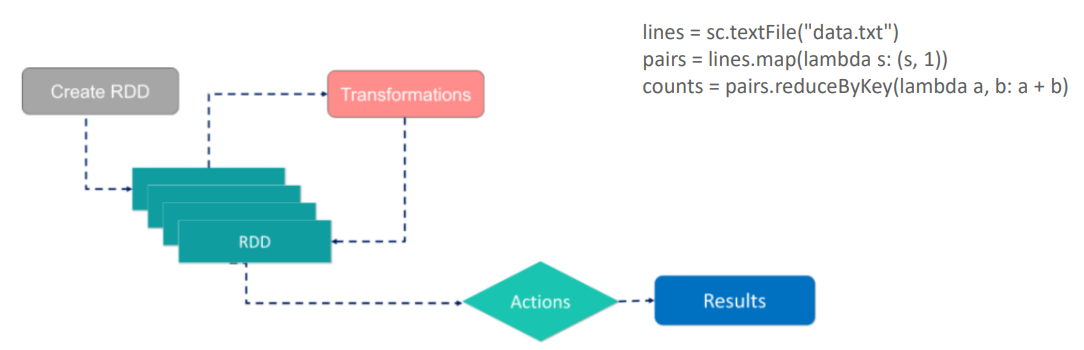 lines = sc.textFile("data.txt")
pairs = lines.map(lambda s: (s, 1))
counts = pairs.reduceByKey(lambda a, b: a + b)
Create RDD
Transformations
RDD
Actions
Results